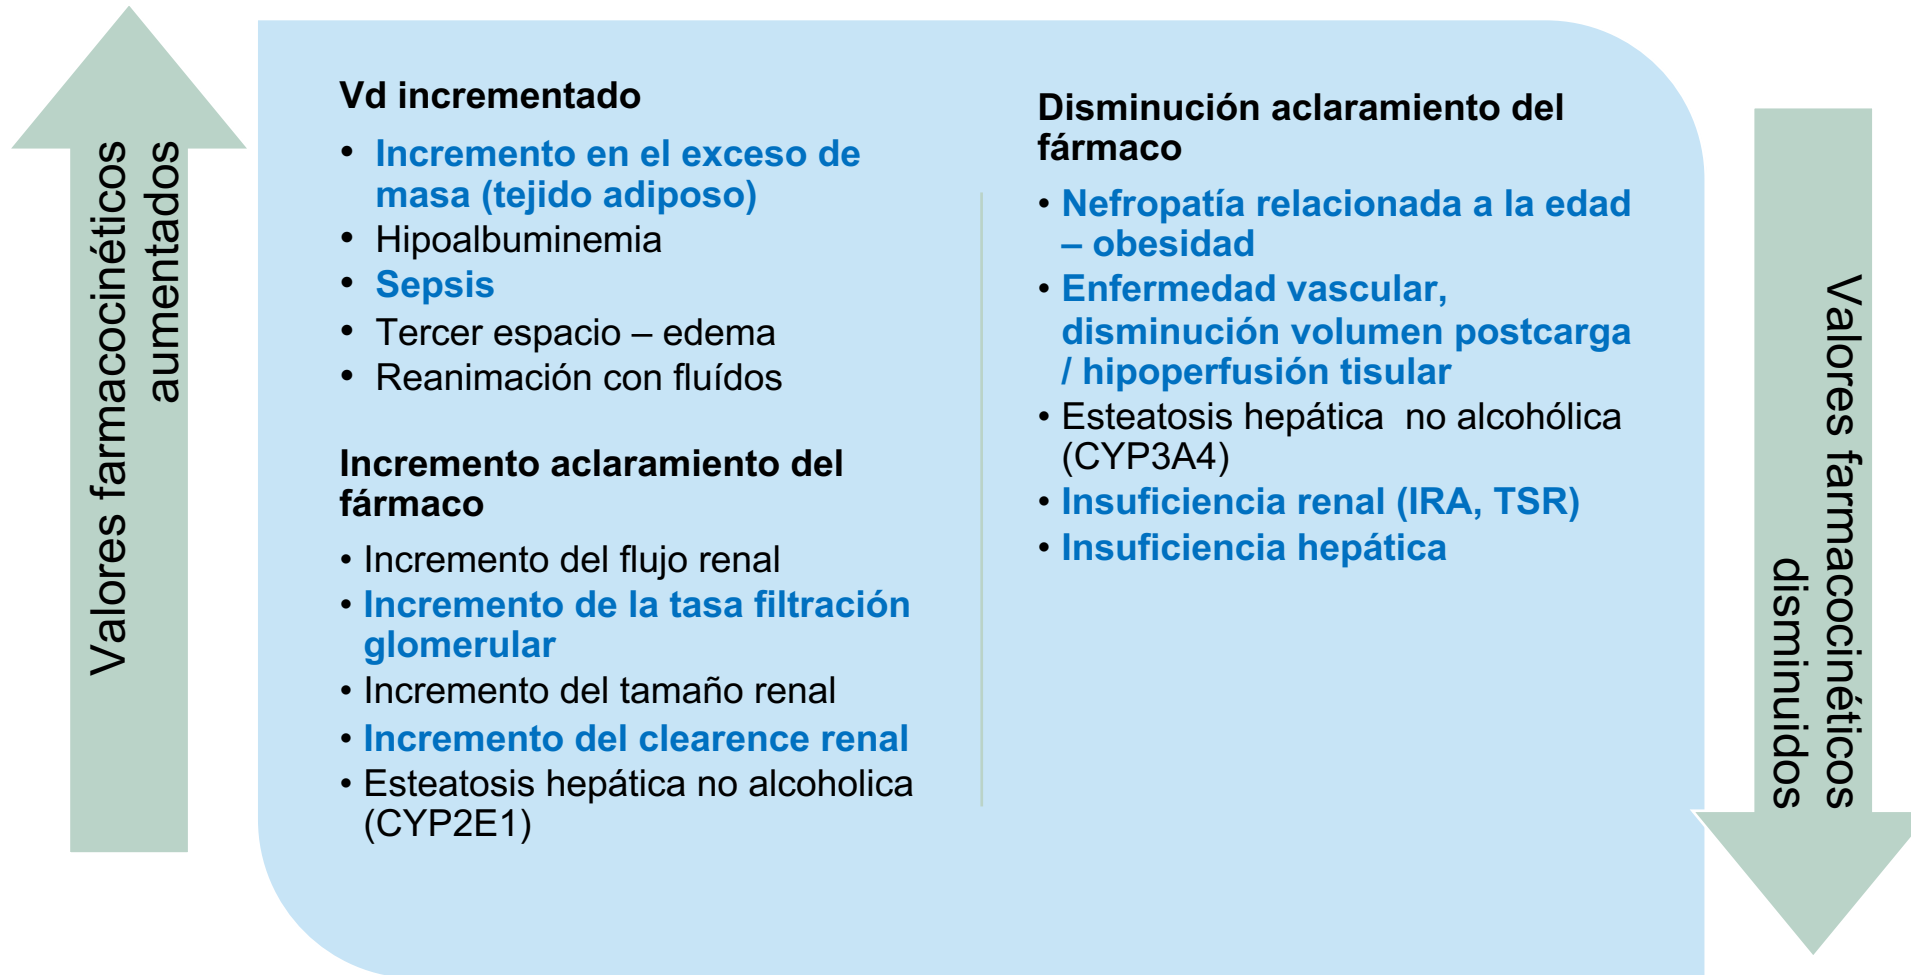 Valores farmacocinéticos
aumentados
Vd incrementado
• Incremento en el exceso de
masa (tejido adiposo)
• Hipoalbuminemia
• Sepsis
• Tercer espacio – edema
• Reanimación con fluídos
Incremento aclaramiento del
fármaco
• Incremento del flujo renal
• Incremento de la tasa filtración
glomerular
• Incremento del tamaño renal
• Incremento del clearence renal
• Esteatosis hepática no alcoholica
(CYP2E1)
Disminución aclaramiento del
fármaco
• Nefropatía relacionada a la edad
– obesidad
• Enfermedad vascular,
disminución volumen postcarga
/ hipoperfusión tisular
• Esteatosis hepática  no alcohólica
(CYP3A4)
• Insuficiencia renal (IRA, TSR)
• Insuficiencia hepática
Valores farmacocinéticos
disminuidos